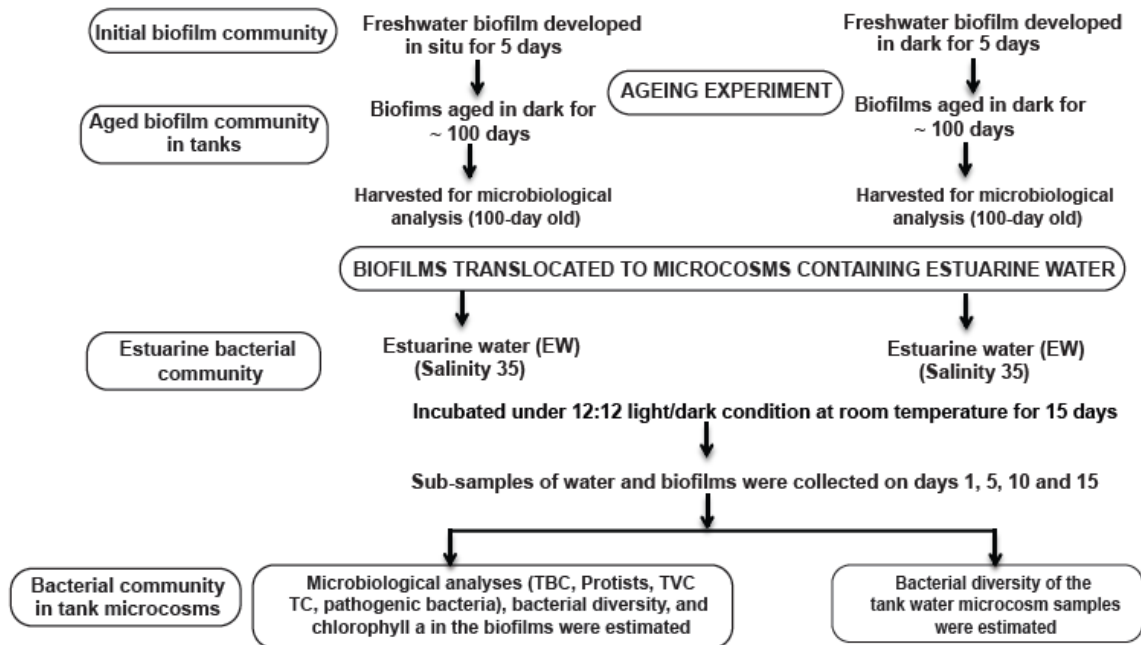 Initial biofilm community
Freshwater biofilm developed
in situ for 5 days
Freshwater biofilm developed
in dark for 5 days
AGEING EXPERIMENT
Aged biofilm community
in tanks
Biofims aged in dark for
~ 100 days
Biofilms aged in dark for
~ 100 days
Harvested for microbiological
analysis (100-day old)
Harvested for microbiological
analysis (100-day old)
BIOFILMS TRANSLOCATED TO MICROCOSMS CONTAINING ESTUARINE WATER
Estuarine bacterial
community
Estuarine water (EW)
(Salinity 35)
Estuarine water (EW)
(Salinity 35)
Incubated under 12:12 light/dark condition at room temperature for 15 days
Sub-samples of water and biofilms were collected on days 1, 5, 10 and 15
Bacterial community
in tank microcosms
Microbiological analyses (TBC, Protists, TVC
TC, pathogenic bacteria), bacterial diversity, and
chlorophyll a in the biofilms were estimated
Bacterial diversity of the
tank water microcosm samples
were estimated